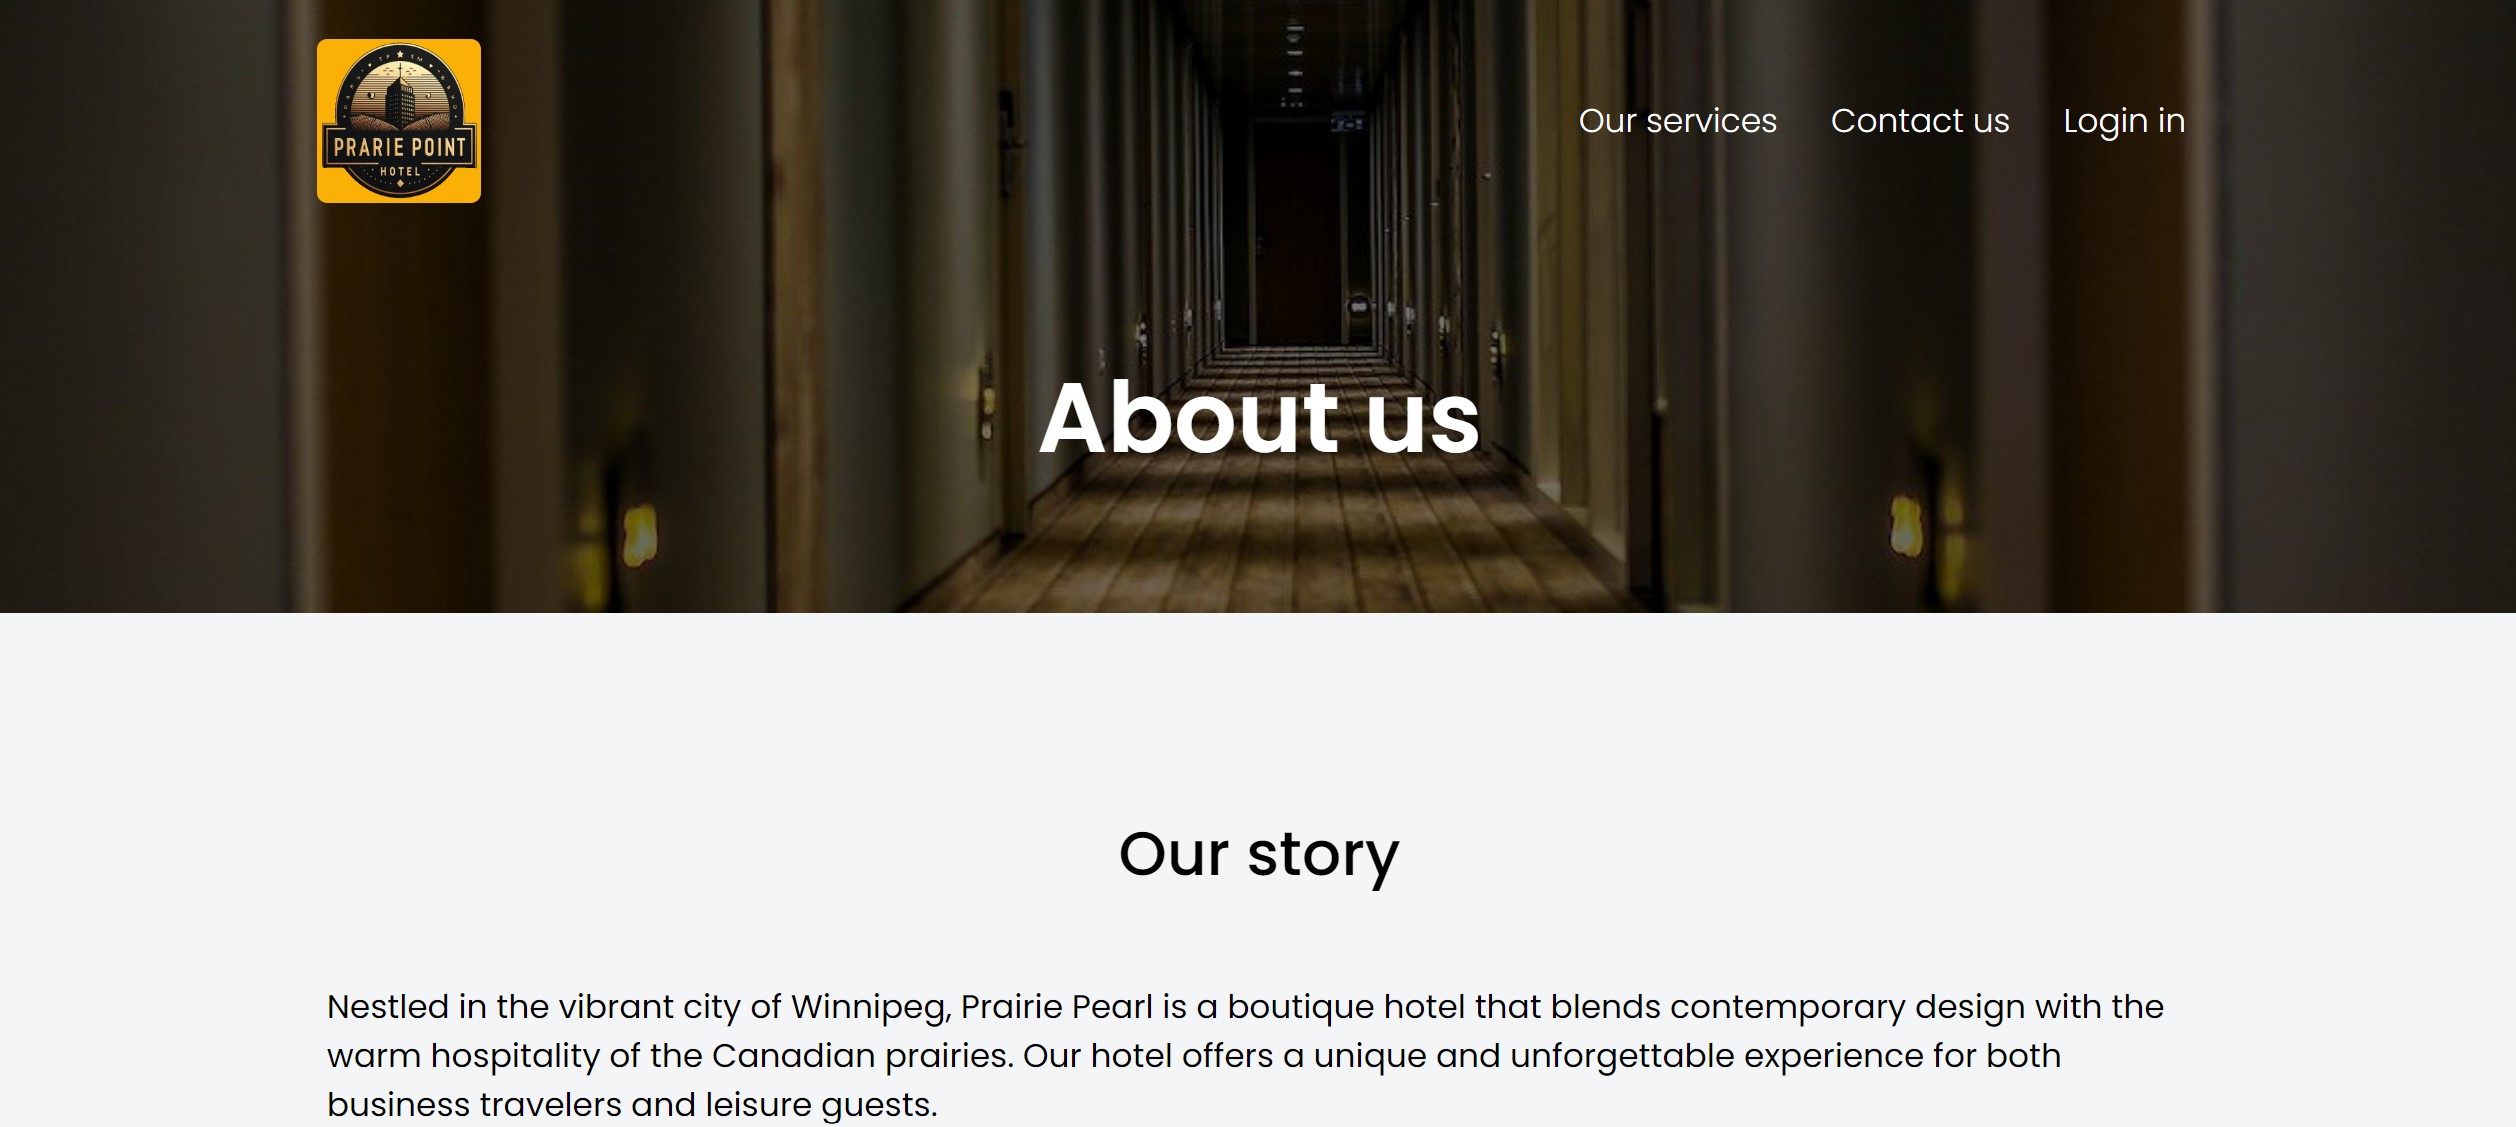 PRARIE POINT
HOTEL
Our services
Contact us
Login in
About us
Our story
Nestled in the vibrant city of Winnipeg, Prairie Pearl is a boutique hotel that blends contemporary design with the
warm hospitality of the Canadian prairies. Our hotel offers a unique and unforgettable experience for both
business travelers and leisure guests.